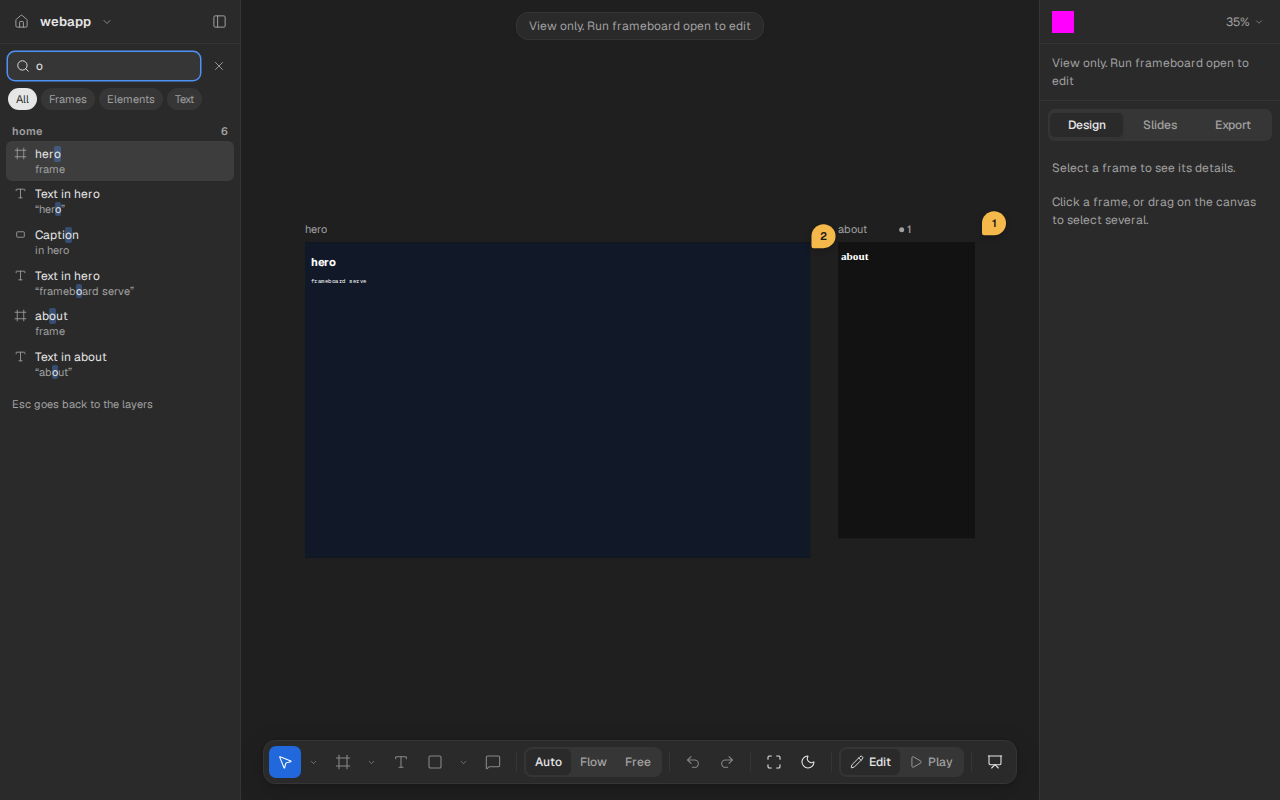 webapp
View only. Run frameboard open to edit
35%
o
View only. Run frameboard open to
edit
All
Frames
Elements
Text
Design
Slides
Export
home
6
hero
frame
Text in hero
“hero”
Caption
in hero
Text in hero
“frameboard serve”
about
frame
Text in about
“about”
Esc goes back to the layers
Select a frame to see its details.
Click a frame, or drag on the canvas
to select several.
hero
2
about
1
1
hero
frameboard serve
about
Auto
Flow
Free
Edit
Play